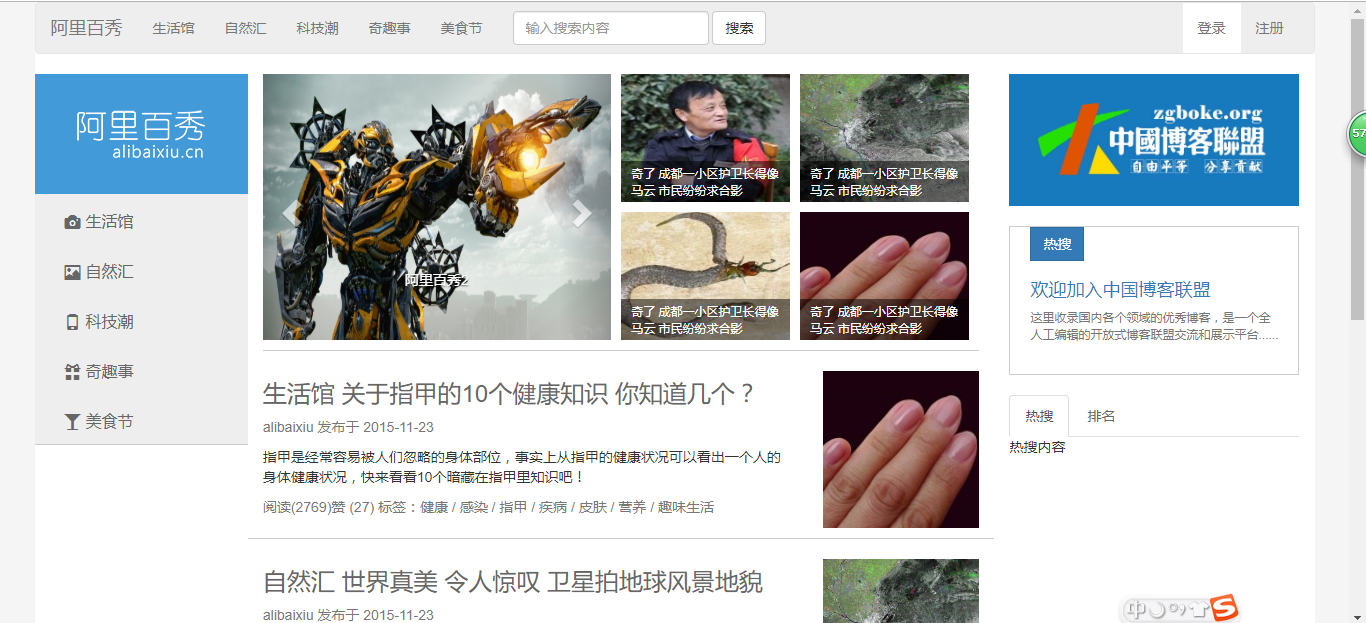 阿里百秀 生活馆 自然汇 科技潮 奇趣事 美食节 输入搜索内容 搜索 登录 注册
阿里百秀
alibaixiu.cn
生活馆
自然汇
科技潮
奇趣事
美食节
阿里百秀2
奇了 成都一小区护卫长得像
马云 市民纷纷求合影
奇了 成都一小区护卫长得像
马云 市民纷纷求合影
奇了 成都一小区护卫长得像
马云 市民纷纷求合影
奇了 成都一小区护卫长得像
马云 市民纷纷求合影
生活馆 关于指甲的10个健康知识 你知道几个？
alibaixiu 发布于 2015-11-23
指甲是经常容易被人们忽略的身体部位，事实上从指甲的健康状况可以看出一个人的
身体健康状况，快来看看10个暗藏在指甲里知识吧！
阅读(2769)赞 (27) 标签：健康 / 感染 / 指甲 / 疾病 / 皮肤 / 营养 / 趣味生活
自然汇 世界真美 令人惊叹 卫星拍地球风景地貌
alibaixiu 发布于 2015-11-23
zgboke.org
中國博客聯盟
自由平等 分享贡献
热搜
欢迎加入中国博客联盟
这里收录国内各个领域的优秀博客，是一个全
人工编辑的开放式博客联盟交流和展示平台......
热搜 排名
热搜内容
57
中
S